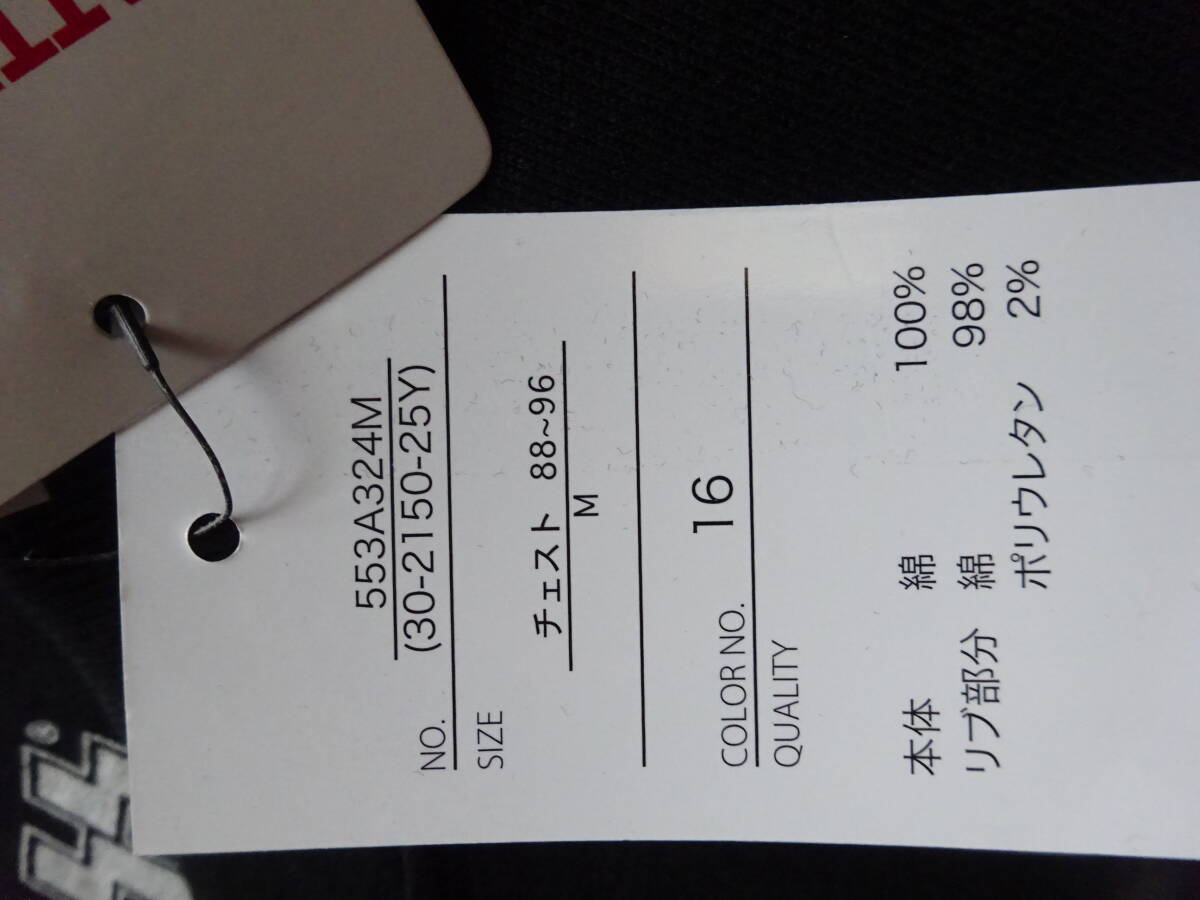 553A324M
NO. (30-2150-25Y)
SIZE
チェスト 88~96
M
COLOR NO. 16
QUALITY
本体 綿 100%
リブ部分 綿 98%
ポリウレタン 2%
®